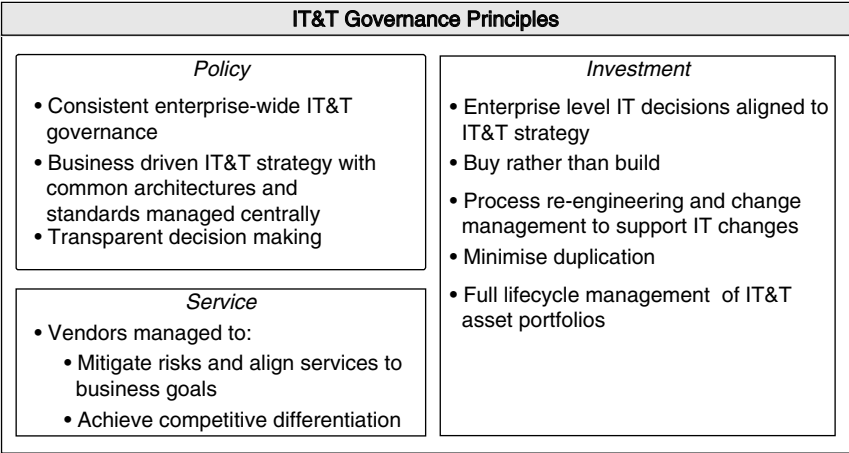 IT&T Governance Principles
Policy
• Consistent enterprise-wide IT&T
governance
• Business driven IT&T strategy with
common architectures and
standards managed centrally
• Transparent decision making
Service
• Vendors managed to:
• Mitigate risks and align services to
business goals
• Achieve competitive differentiation
Investment
• Enterprise level IT decisions aligned to
IT&T strategy
• Buy rather than build
• Process re-engineering and change
management to support IT changes
• Minimise duplication
• Full lifecycle management of IT&T
asset portfolios